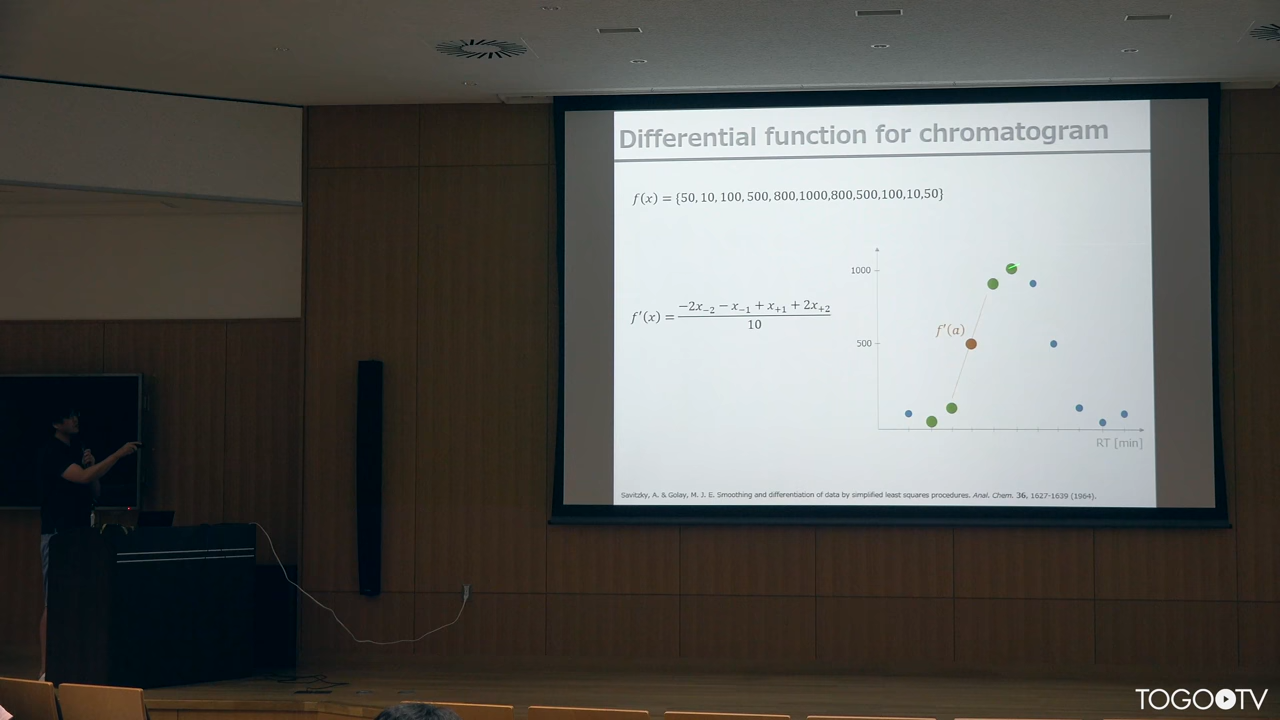 Differential function for chromatogram
f(x) = {50, 10, 100, 500, 800,1000,800,500,100,10,50}
1000
f′(x) = (−2x₋₂ − x₋₁ + x₊₁ + 2x₊₂) / 10
f′(a)
500
RT [min]
Savitzky, A. & Golay, M. J. E. Smoothing and differentiation of data by simplified least squares procedures. Anal. Chem. 36, 1627-1639 (1964).
TOGOTV